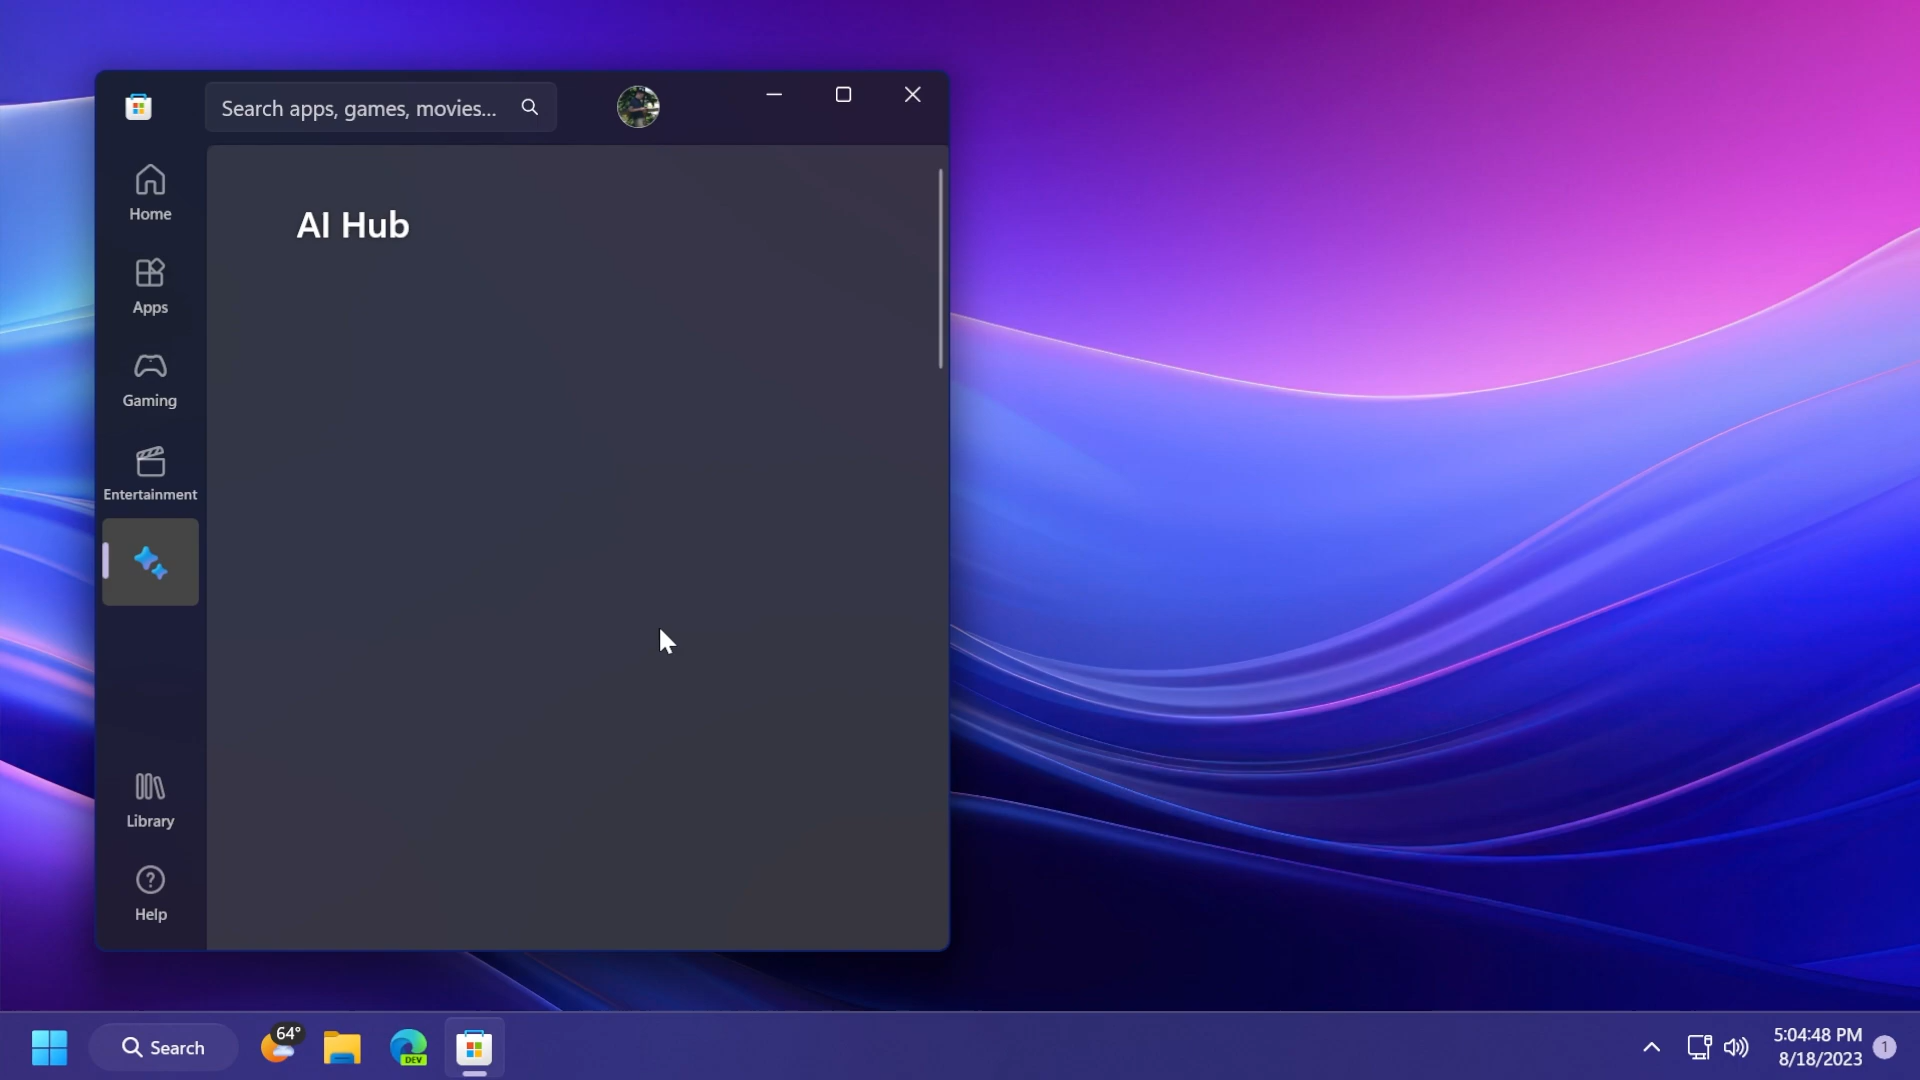 Search apps, games, movies...
Home
Apps
Gaming
Entertainment
Library
Help
AI Hub
Search
64°
DEV
5:04:48 PM
8/18/2023
1